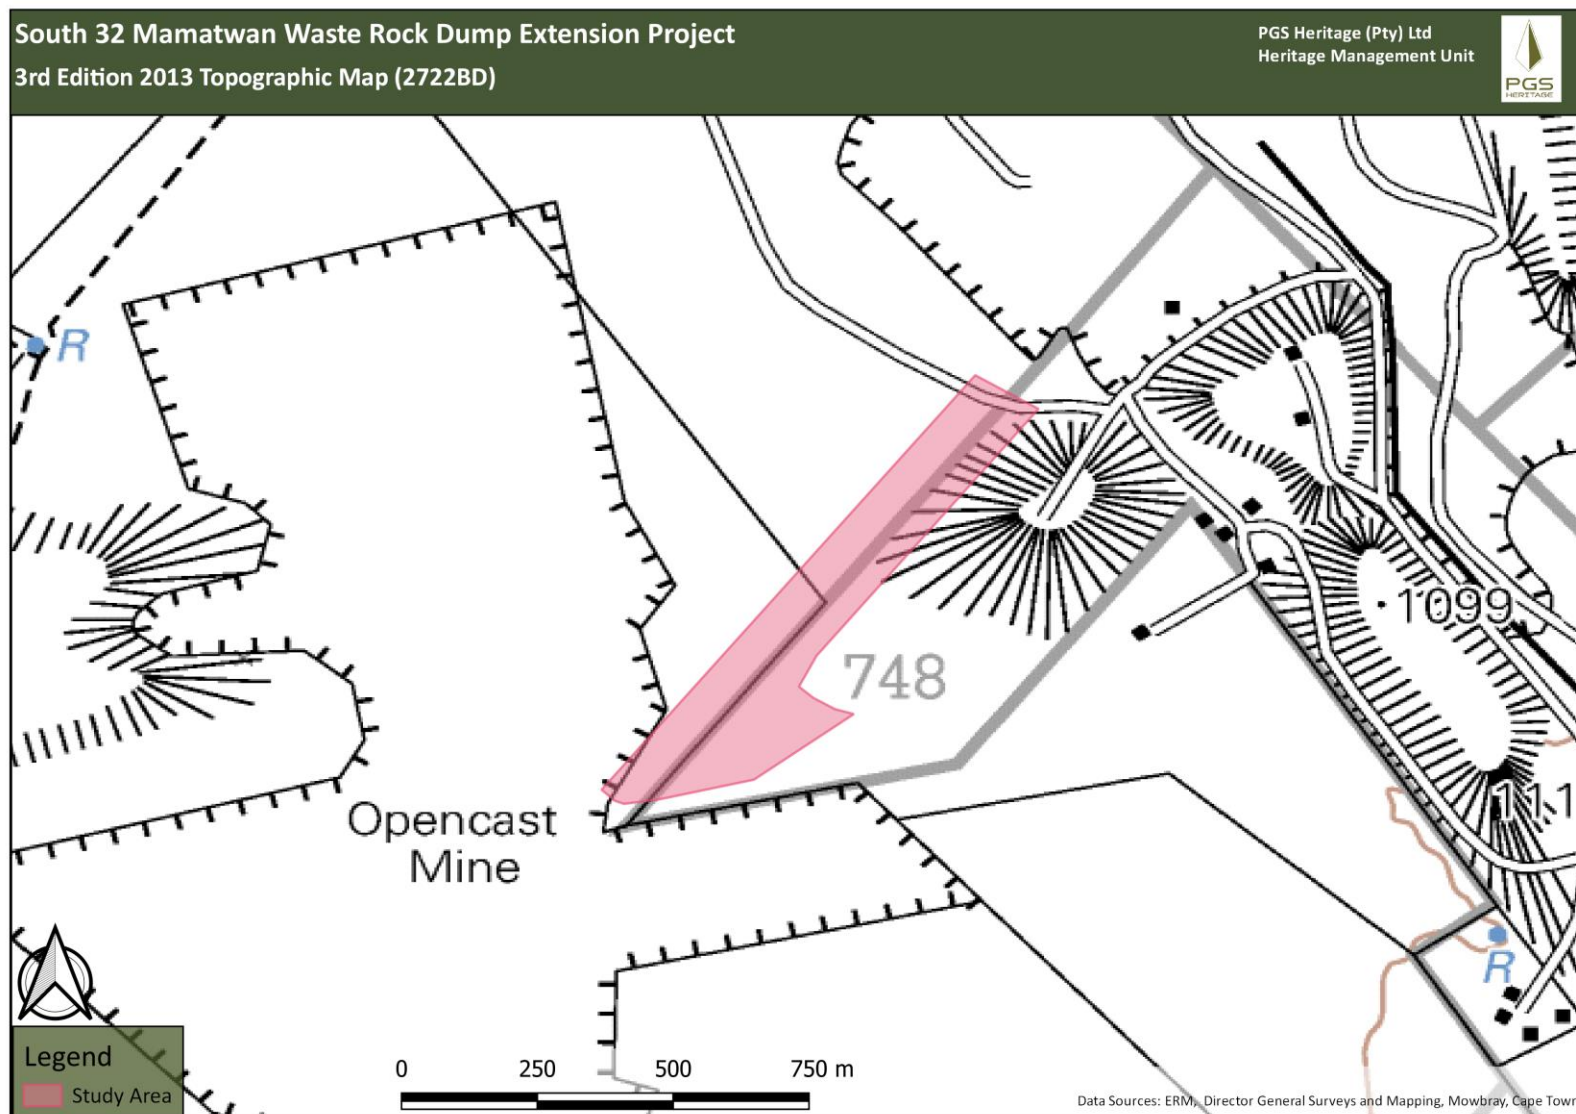 South 32 Mamatwan Waste Rock Dump Extension Project
3rd Edition 2013 Topographic Map (2722BD)
PGS Heritage (Pty) Ltd
Heritage Management Unit
PGS
HERITAGE
R
748
1099
111
Opencast
Mine
R
Legend
Study Area
0 250 500 750 m
Data Sources: ERM, Director General Surveys and Mapping, Mowbray, Cape Town